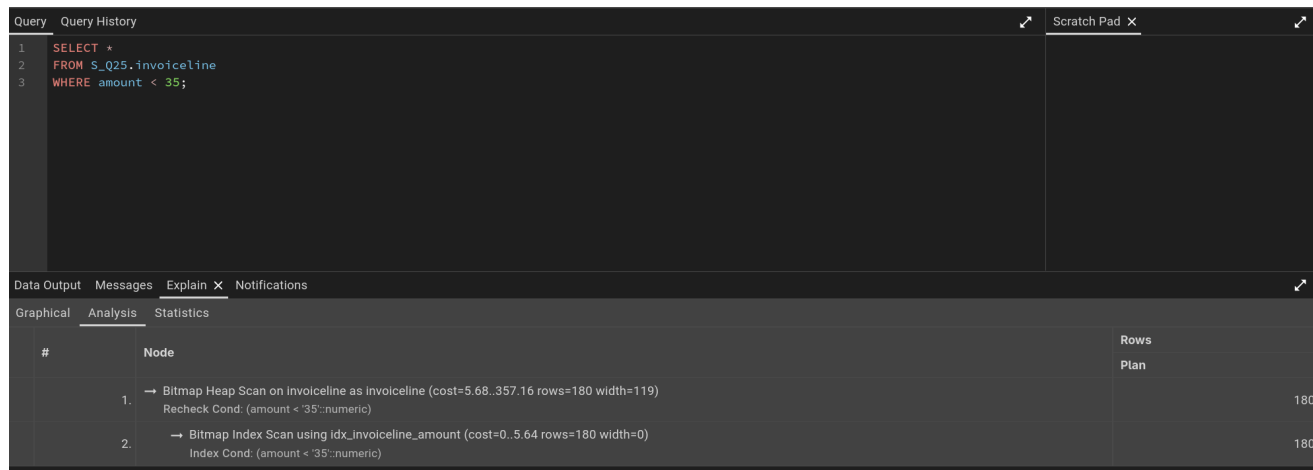 Query Query History
Scratch Pad ×
1 SELECT *
2 FROM S_Q25.invoiceline
3 WHERE amount < 35;
Data Output Messages Explain × Notifications
Graphical Analysis Statistics
# Node Rows
Plan
1. → Bitmap Heap Scan on invoiceline as invoiceline (cost=5.68..357.16 rows=180 width=119) 180
Recheck Cond: (amount < '35'::numeric)
2. → Bitmap Index Scan using idx_invoiceline_amount (cost=0..5.64 rows=180 width=0) 180
Index Cond: (amount < '35'::numeric)